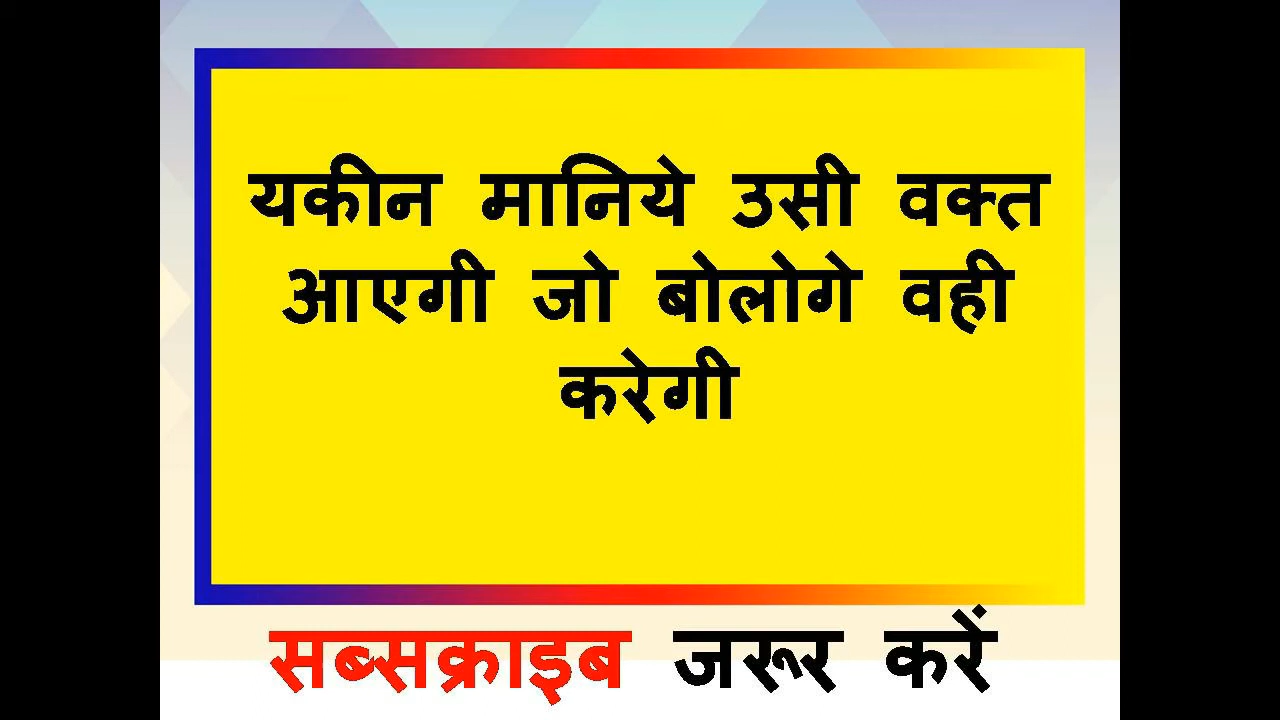 यकीन मानिये उसी वक्त
आएगी जो बोलोगे वही
करेगी
सब्सक्राइब जरूर करें